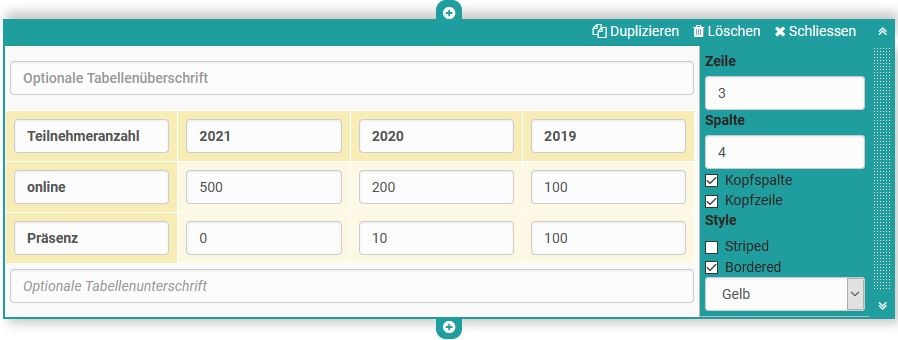 Duplizieren Löschen Schliessen
Optionale Tabellenüberschrift
Teilnehmeranzahl 2021 2020 2019
online 500 200 100
Präsenz 0 10 100
Optionale Tabellenunterschrift
Zeile
3
Spalte
4
Kopfspalte
Kopfzeile
Style
Striped
Bordered
Gelb